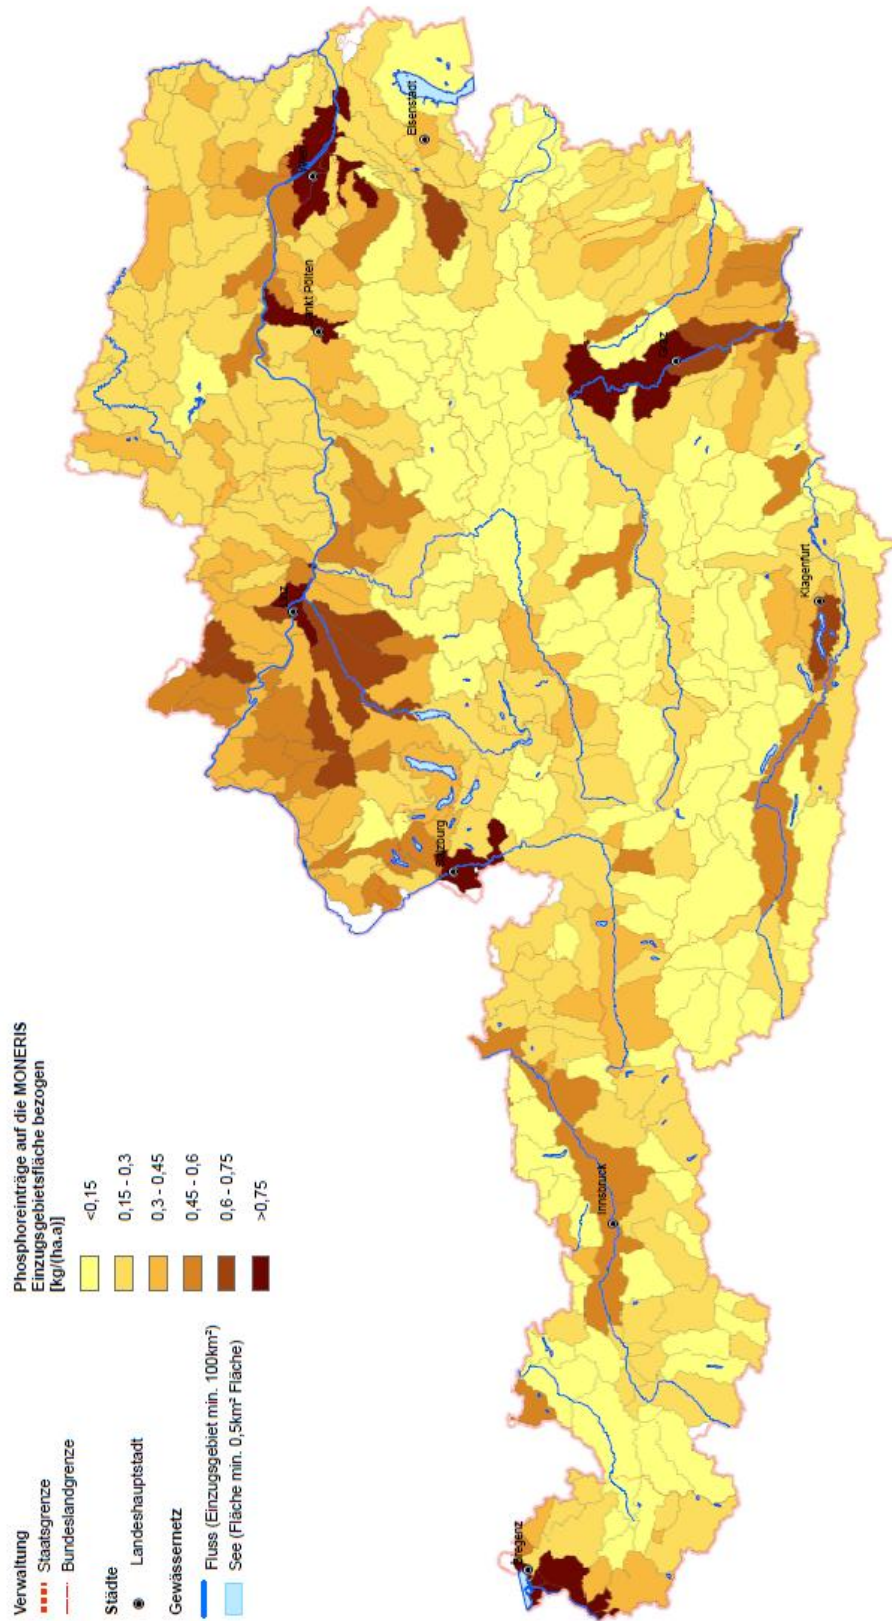 Verwaltung
Staatsgrenze
Bundeslandgrenze
Städte
Landeshauptstadt
Gewässernetz
Fluss (Einzugsgebiet min. 100km²)
See (Fläche min. 0,5km² Fläche)
Phosphoreinträge auf die MONERIS
Einzugsgebietsfläche bezogen
[kg/(ha.a)]
<0,15
0,15 - 0,3
0,3 - 0,45
0,45 - 0,6
0,6 - 0,75
>0,75
Bregenz
Innsbruck
Salzburg
Klagenfurt
Graz
Sankt Pölten
Eisenstadt